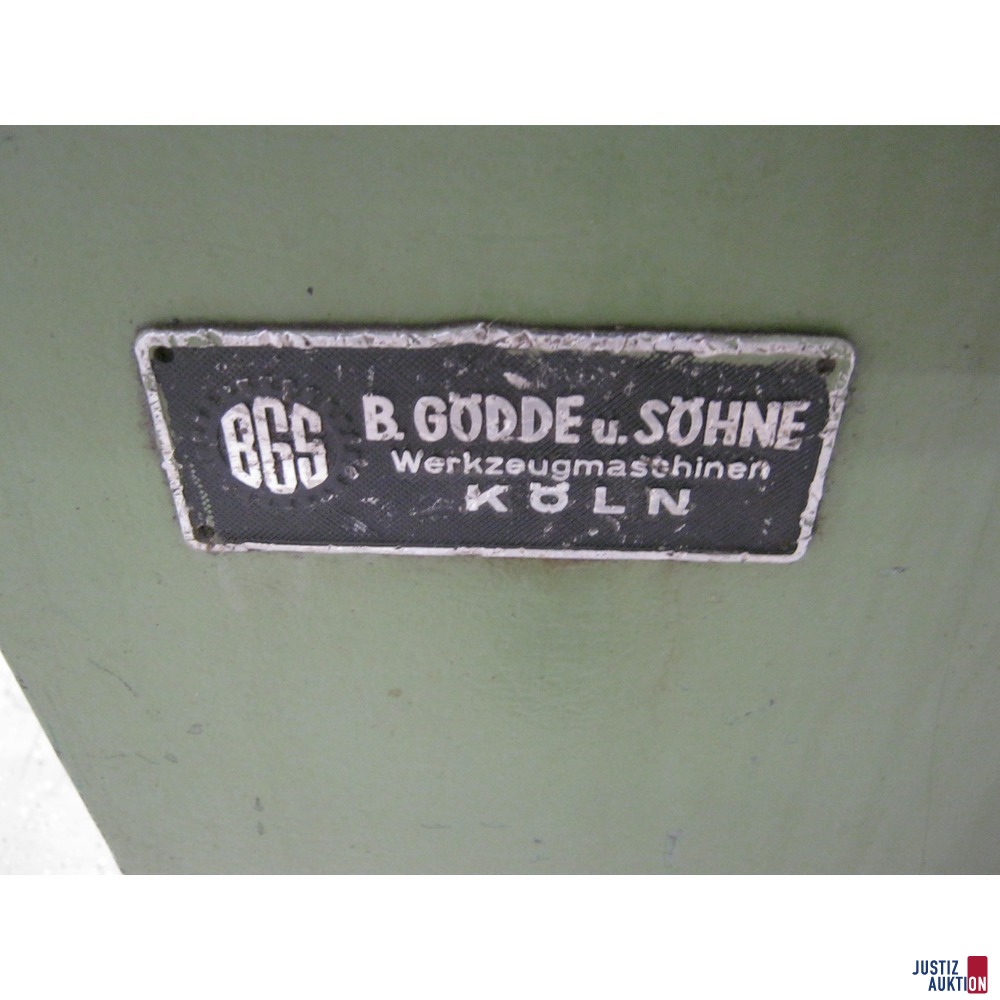 BGS
B. GÖDDE u. SÖHNE
Werkzeugmaschinen
KÖLN
JUSTIZ
AUKTION